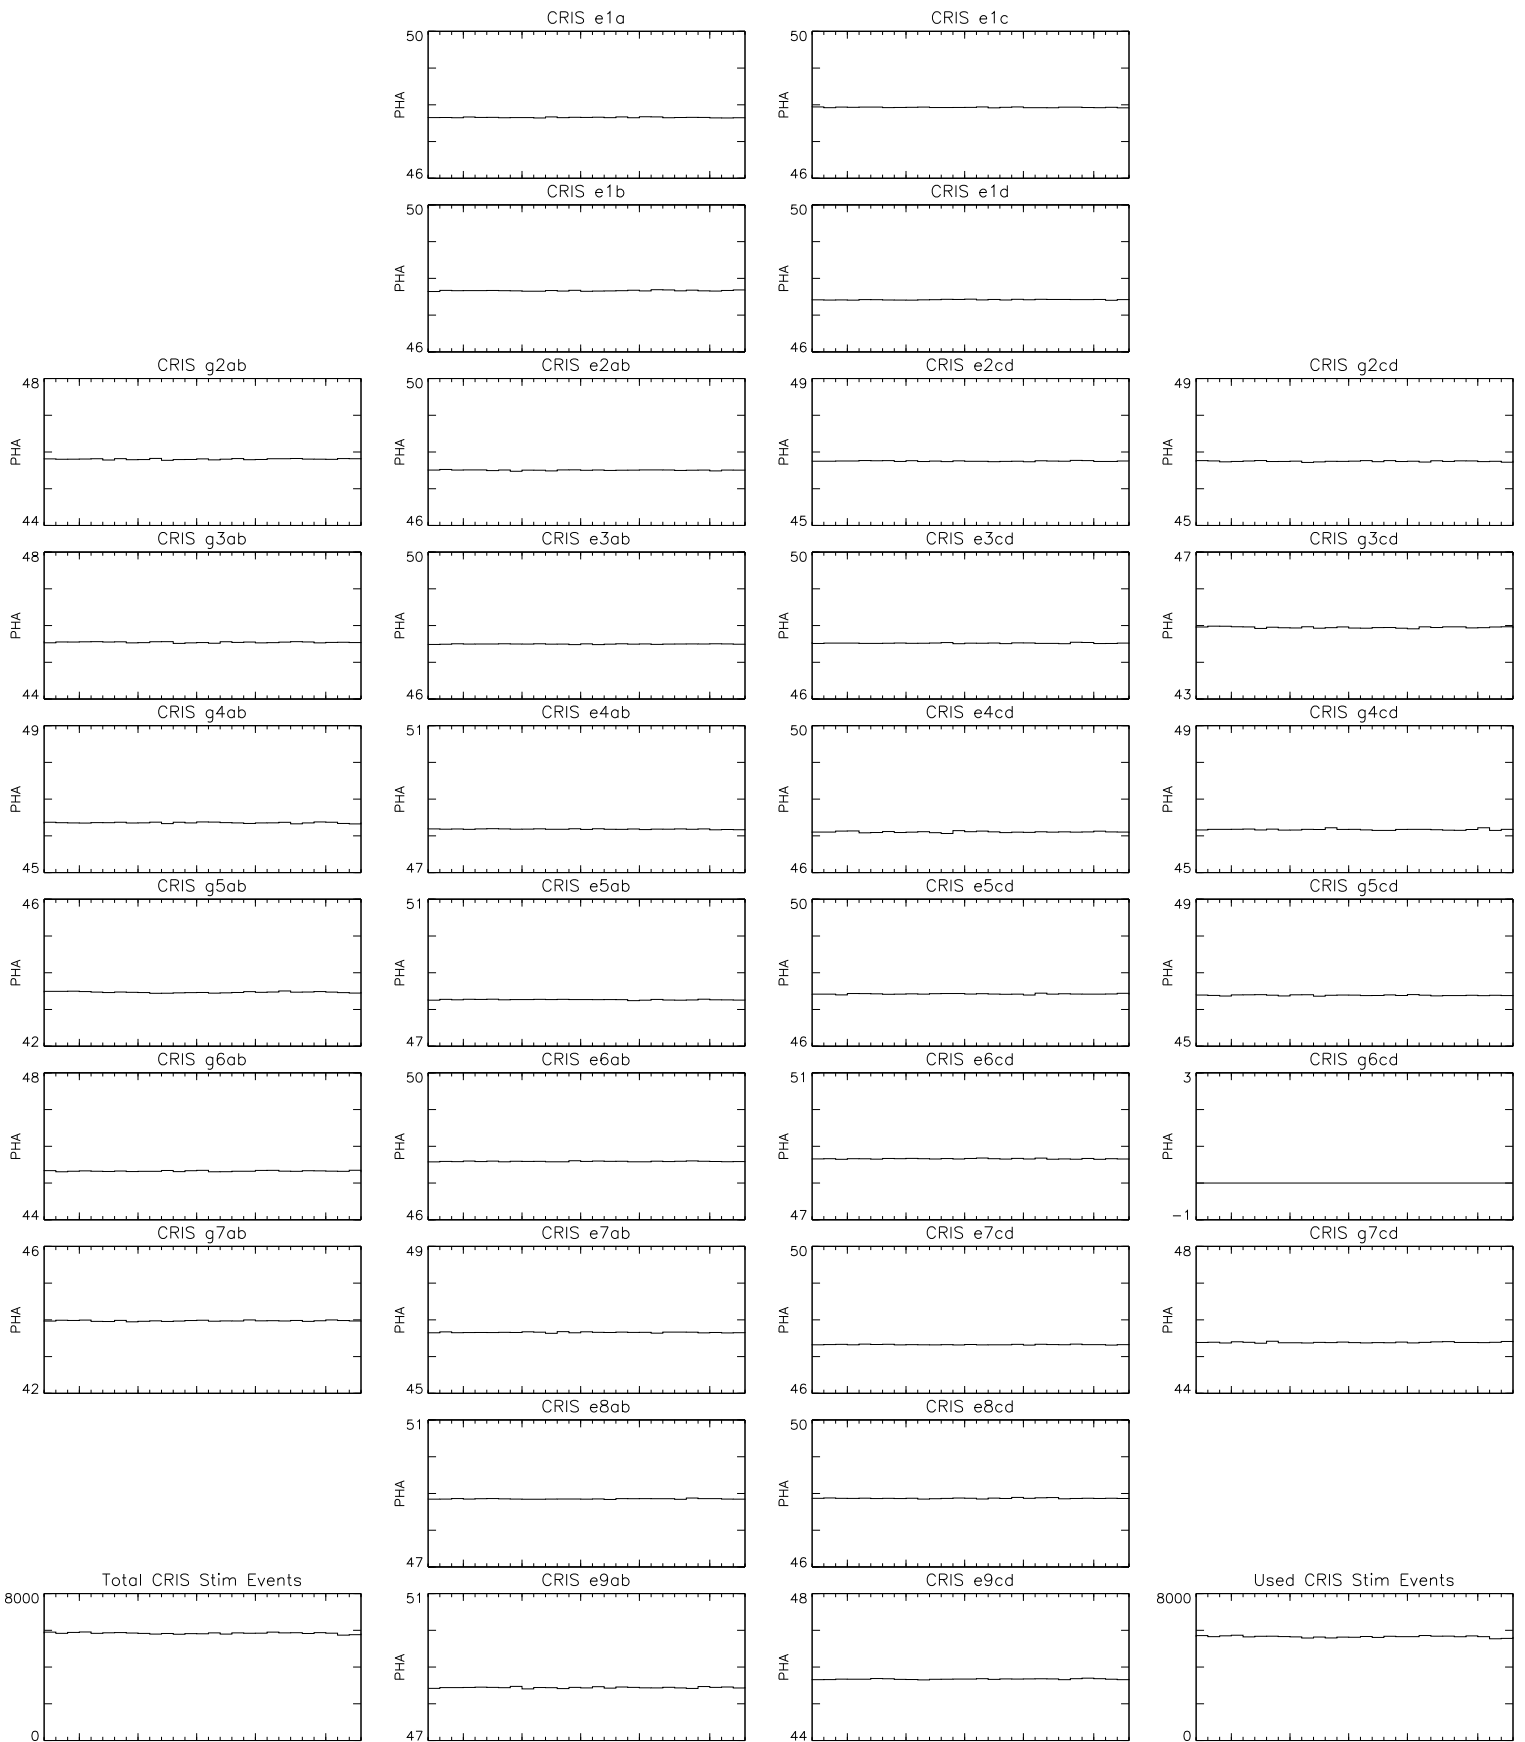 CRIS e1a
CRIS e1c
50
PHA
46
50
PHA
46
CRIS e1b
CRIS e1d
50
PHA
46
50
PHA
46
CRIS g2ab
CRIS e2ab
CRIS e2cd
CRIS g2cd
48
PHA
44
50
PHA
46
49
PHA
45
49
PHA
45
CRIS g3ab
CRIS e3ab
CRIS e3cd
CRIS g3cd
48
PHA
44
50
PHA
46
50
PHA
46
47
PHA
43
CRIS g4ab
CRIS e4ab
CRIS e4cd
CRIS g4cd
49
PHA
45
51
PHA
47
50
PHA
46
49
PHA
45
CRIS g5ab
CRIS e5ab
CRIS e5cd
CRIS g5cd
46
PHA
42
51
PHA
47
50
PHA
46
49
PHA
45
CRIS g6ab
CRIS e6ab
CRIS e6cd
CRIS g6cd
48
PHA
44
50
PHA
46
51
PHA
47
3
PHA
-1
CRIS g7ab
CRIS e7ab
CRIS e7cd
CRIS g7cd
46
PHA
42
49
PHA
45
50
PHA
46
48
PHA
44
CRIS e8ab
CRIS e8cd
51
PHA
47
50
PHA
46
Total CRIS Stim Events
CRIS e9ab
CRIS e9cd
Used CRIS Stim Events
8000
0
51
PHA
47
48
PHA
44
8000
0